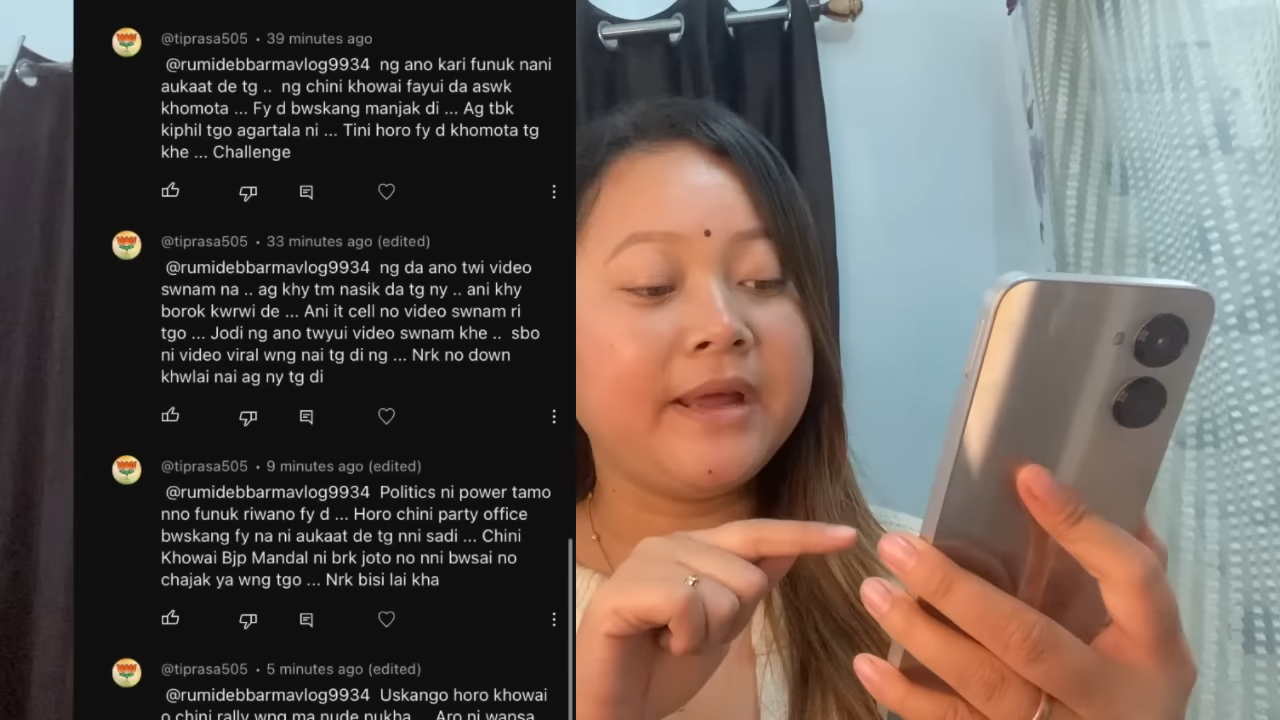 @tiprasa505 • 39 minutes ago
@rumidebbarmavlog9934 ng ano kari funuk nani
aukaat de tg .. ng chini khowai fayui da aswk
khomota ... Fy d bwskang manjak di ... Ag tbk
kiphil tgo agartala ni ... Tini horo fy d khomota tg
khe ... Challenge
@tiprasa505 • 33 minutes ago (edited)
@rumidebbarmavlog9934 ng da ano twi video
swnam na .. ag khy tm nasik da tg ny .. ani khy
borok kwrwi de ... Ani it cell no video swnam ri
tgo ... Jodi ng ano twyui video swnam khe .. sbo
ni video viral wng nai tg di ng ... Nrk no down
khwlai nai ag ny tg di
@tiprasa505 • 9 minutes ago (edited)
@rumidebbarmavlog9934 Politics ni power tamo
nno funuk riwano fy d ... Horo chini party office
bwskang fy na ni aukaat de tg nni sadi ... Chini
Khowai Bjp Mandal ni brk joto no nni bwsai no
chajak ya wng tgo ... Nrk bisi lai kha
@tiprasa505 • 5 minutes ago (edited)
@rumidebbarmavlog9934 Uskango horo khowai
o chini rally wng ma nude nukha ... Aro ni wansa